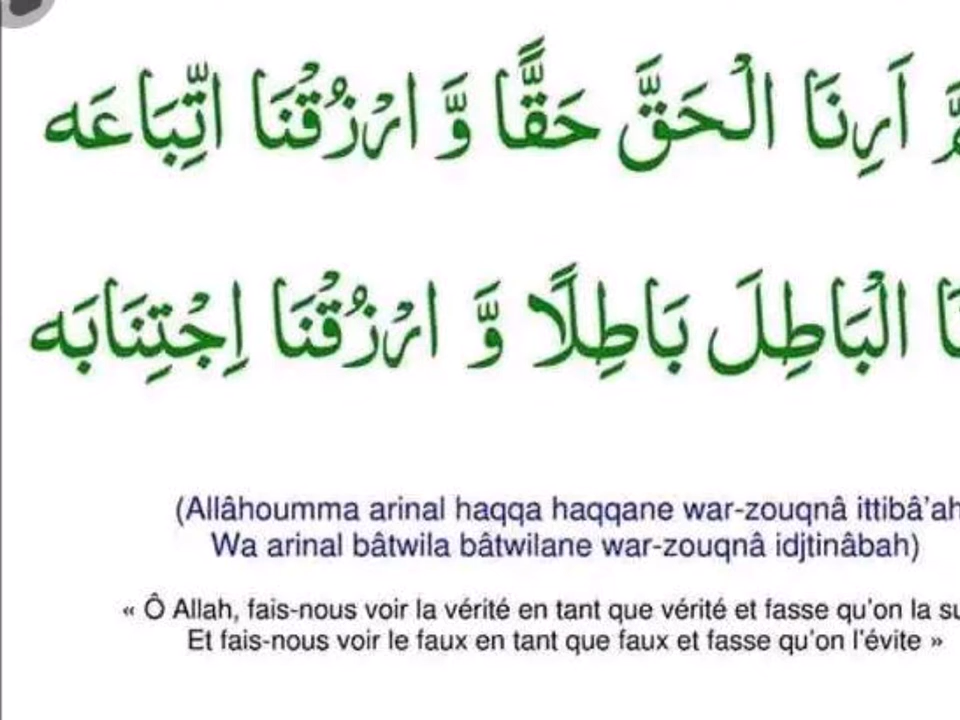 اَرِنَا الْحَقَّ حَقًّا وَّ ارْزُقْنَا اتِّبَاعَه
الْبَاطِلَ بَاطِلًا وَّ ارْزُقْنَا اِجْتِنَابَه
(Allâhoumma arinal haqqa haqqane war-zouqnâ ittibâ'ah
Wa arinal bâtwila bâtwilane war-zouqnâ idjtinâbah)
« Ô Allah, fais-nous voir la vérité en tant que vérité et fasse qu'on la su
Et fais-nous voir le faux en tant que faux et fasse qu'on l'évite »